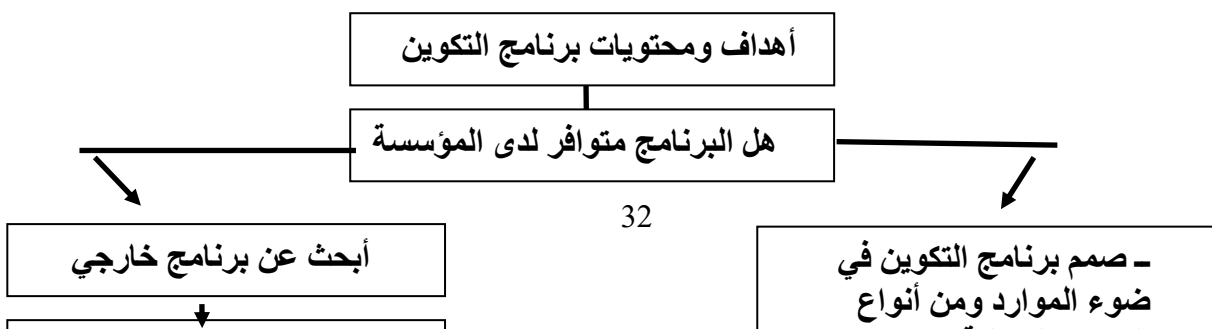 أهداف ومحتويات برنامج التكوين
هل البرنامج متوافر لدى المؤسسة
32
ـ صمم برنامج التكوين في
ضوء الموارد ومن أنواع
أبحث عن برنامج خارجي